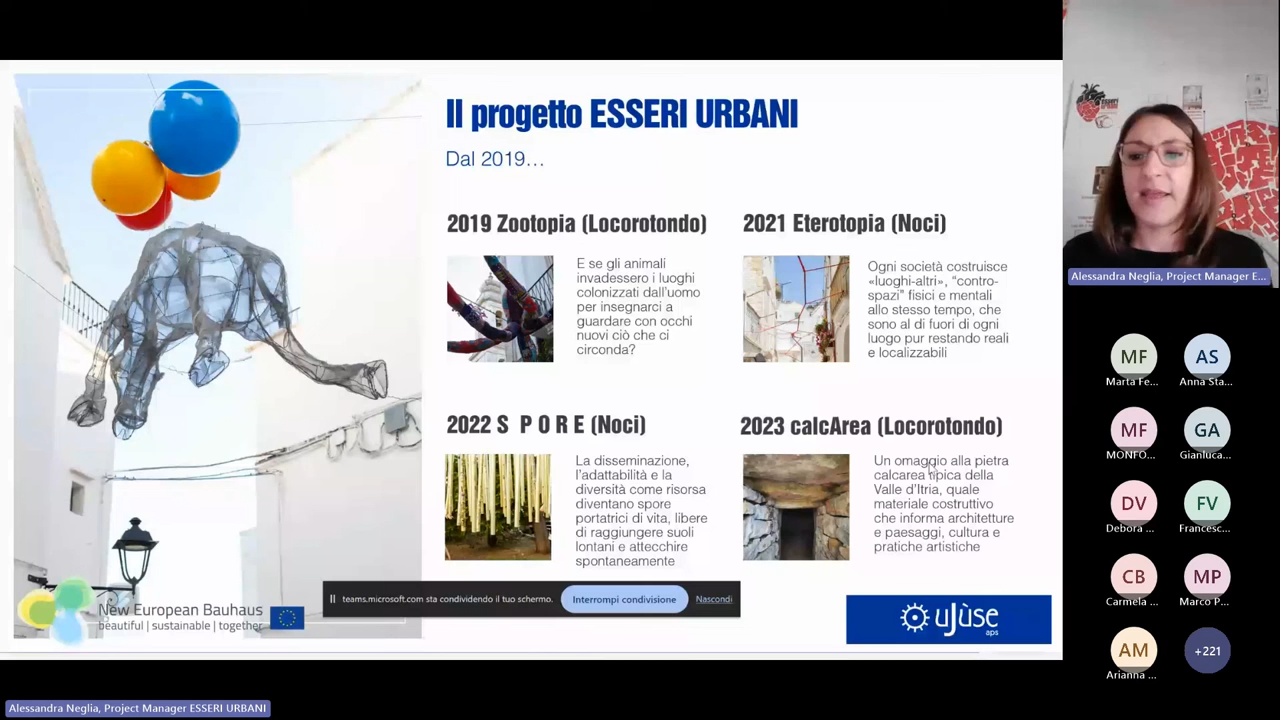 Il progetto ESSERI URBANI
Dal 2019...
2019 Zootopia (Locorotondo)
E se gli animali
invadessero i luoghi
colonizzati dall'uomo
per insegnarci a
guardare con occhi
nuovi ciò che ci
circonda?
2021 Eterotopia (Noci)
Ogni società costruisce
«luoghi-altri», “contro-
spazi” fisici e mentali
allo stesso tempo, che
sono al di fuori di ogni
luogo pur restando reali
e localizzabili
2022 S P O R E (Noci)
La disseminazione,
l'adattabilità e la
diversità come risorsa
diventano spore
portatrici di vita, libere
di raggiungere suoli
lontani e attecchire
spontaneamente
2023 calcArea (Locorotondo)
Un omaggio alla pietra
calcarea tipica della
Valle d'Itria, quale
materiale costruttivo
che informa architetture
e paesaggi, cultura e
pratiche artistiche
New European Bauhaus
beautiful | sustainable | together
teams.microsoft.com sta condividendo il tuo schermo.
Interrompi condivisione
Nascondi
uJùse
aps
Alessandra Neglia, Project Manager E...
MF
Marta Fe...
AS
Anna Sta...
MF
MONFO...
GA
Gianluca...
DV
Debora ...
FV
Francesc...
CB
Carmela ...
MP
Marco P...
AM
Arianna ...
+221
Alessandra Neglia, Project Manager ESSERI URBANI